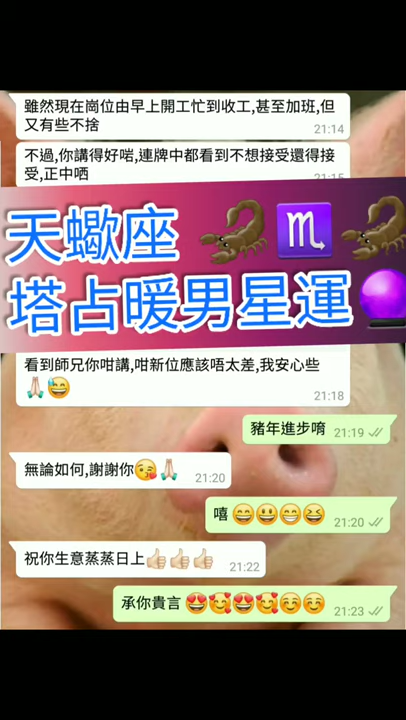 雖然現在崗位由早上開工忙到收工,甚至加班,但
又有些不捨
21:14
不過,你講得好啱,連牌中都看到不想接受還得接
受,正中哂
21:15
天蠍座 🦂♏🦂
塔占暖男星運🔮
看到師兄你咁講,咁新位應該唔太差,我安心些
🙏🏻😅
21:18
豬年進步唷 21:19
無論如何,謝謝你😘🙏🏻 21:20
嘻 😄😃😁😆 21:20
祝你生意蒸蒸日上👍🏻👍🏻👍🏻 21:22
承你貴言 😍🥰😍🥰☺️☺️ 21:23